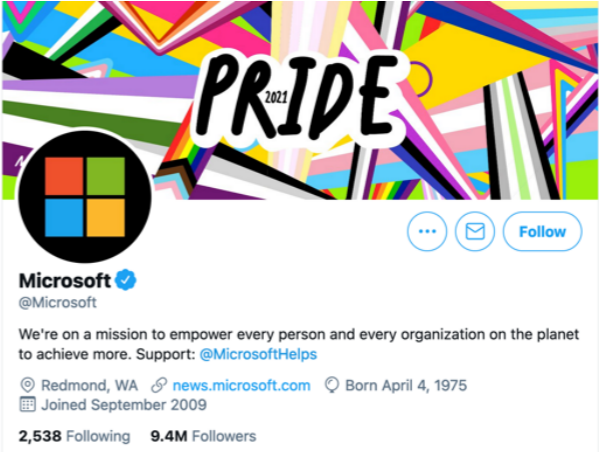 PRIDE
2021
Follow
Microsoft
@Microsoft
We're on a mission to empower every person and every organization on the planet
to achieve more. Support: @MicrosoftHelps
Redmond, WA news.microsoft.com Born April 4, 1975
Joined September 2009
2,538 Following 9.4M Followers